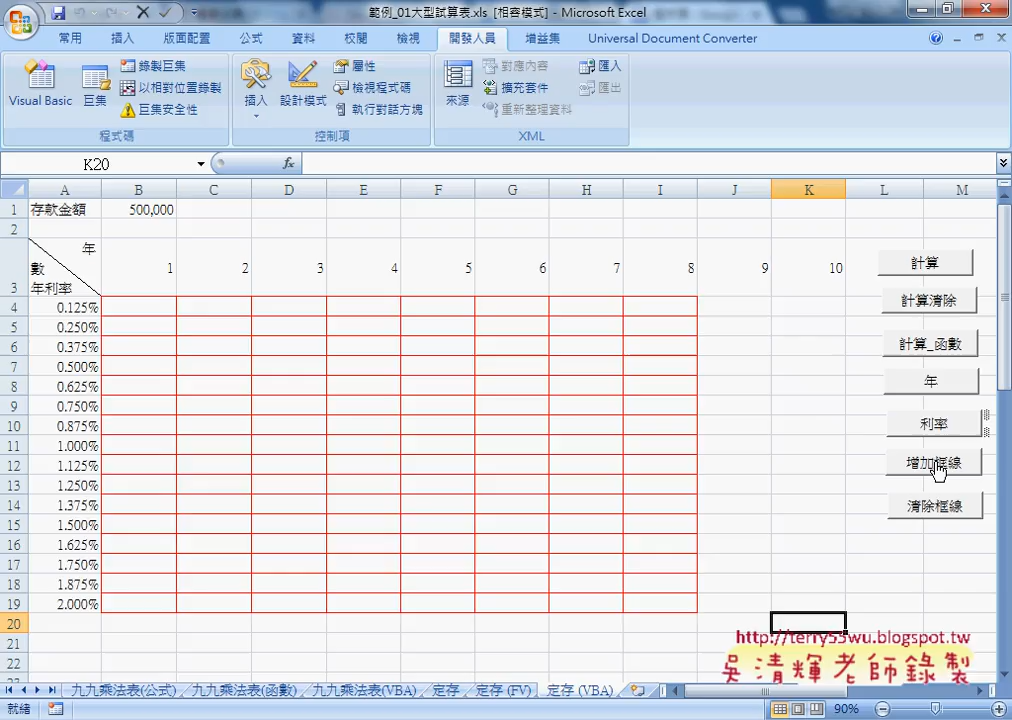 範例_01大型試算表.xls [相容模式] - Microsoft Excel
常用 插入 版面配置 公式 資料 校閱 檢視 開發人員 增益集 Universal Document Converter
Visual Basic 巨集 錄製巨集 以相對位置錄製 巨集安全性 程式碼
插入 設計模式 屬性 檢視程式碼 執行對話方塊 控制項
來源 對應內容 擴充套件 重新整理資料 匯入 匯出 XML
K20 fx
A B C D E F G H I J K L M
1 存款金額 500,000
2
3 年 數 年利率 1 2 3 4 5 6 7 8 9 10
4 0.125%
5 0.250%
6 0.375%
7 0.500%
8 0.625%
9 0.750%
10 0.875%
11 1.000%
12 1.125%
13 1.250%
14 1.375%
15 1.500%
16 1.625%
17 1.750%
18 1.875%
19 2.000%
20
21
22
計算
計算清除
計算_函數
年
利率
增加框線
清除框線
http://terry55wu.blogspot.tw
吳清輝老師錄製
九九乘法表(公式) 九九乘法表(函數) 九九乘法表(VBA) 定存 定存 (FV) 定存 (VBA)
就緒 90%